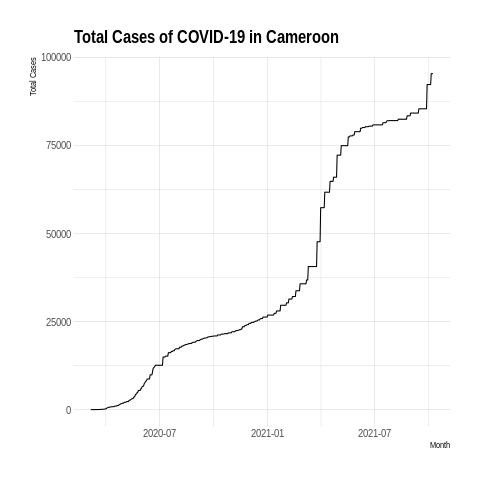 Total Cases of COVID-19 in Cameroon
Total Cases
100000
75000
50000
25000
0
2020-07
2021-01
2021-07
Month